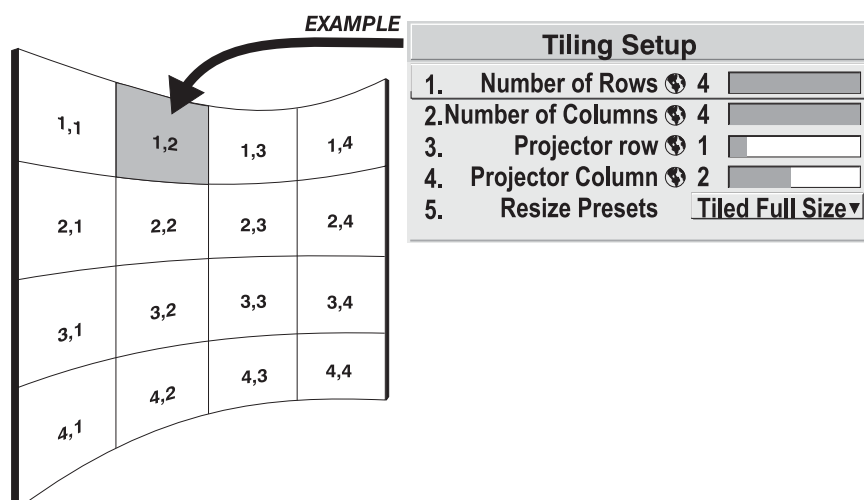 EXAMPLE
Tiling Setup
1. Number of Rows 4
2. Number of Columns 4
3. Projector row 1
4. Projector Column 2
5. Resize Presets Tiled Full Size
1,1 1,2 1,3 1,4
2,1 2,2 2,3 2,4
3,1 3,2 3,3 3,4
4,1 4,2 4,3 4,4